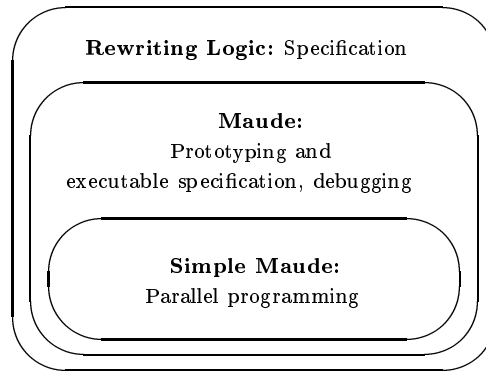 Rewriting Logic: Specification
Maude:
Prototyping and
executable specification, debugging
Simple Maude:
Parallel programming